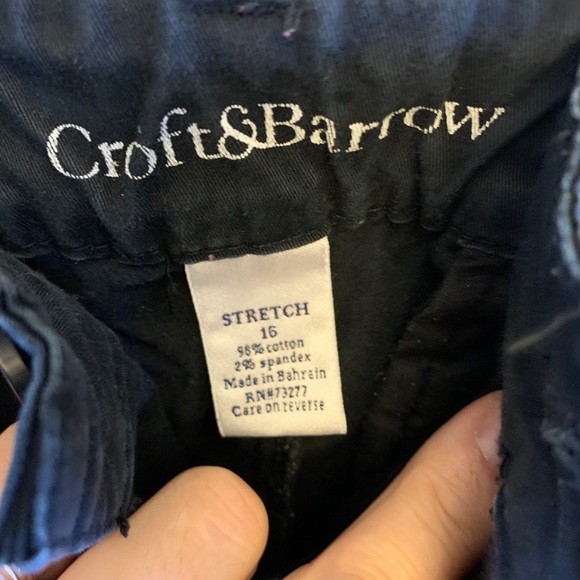 Croft&Barrow
STRETCH
16
98% cotton
2% spandex
Made in Bahrain
RN#73277
Care on reverse